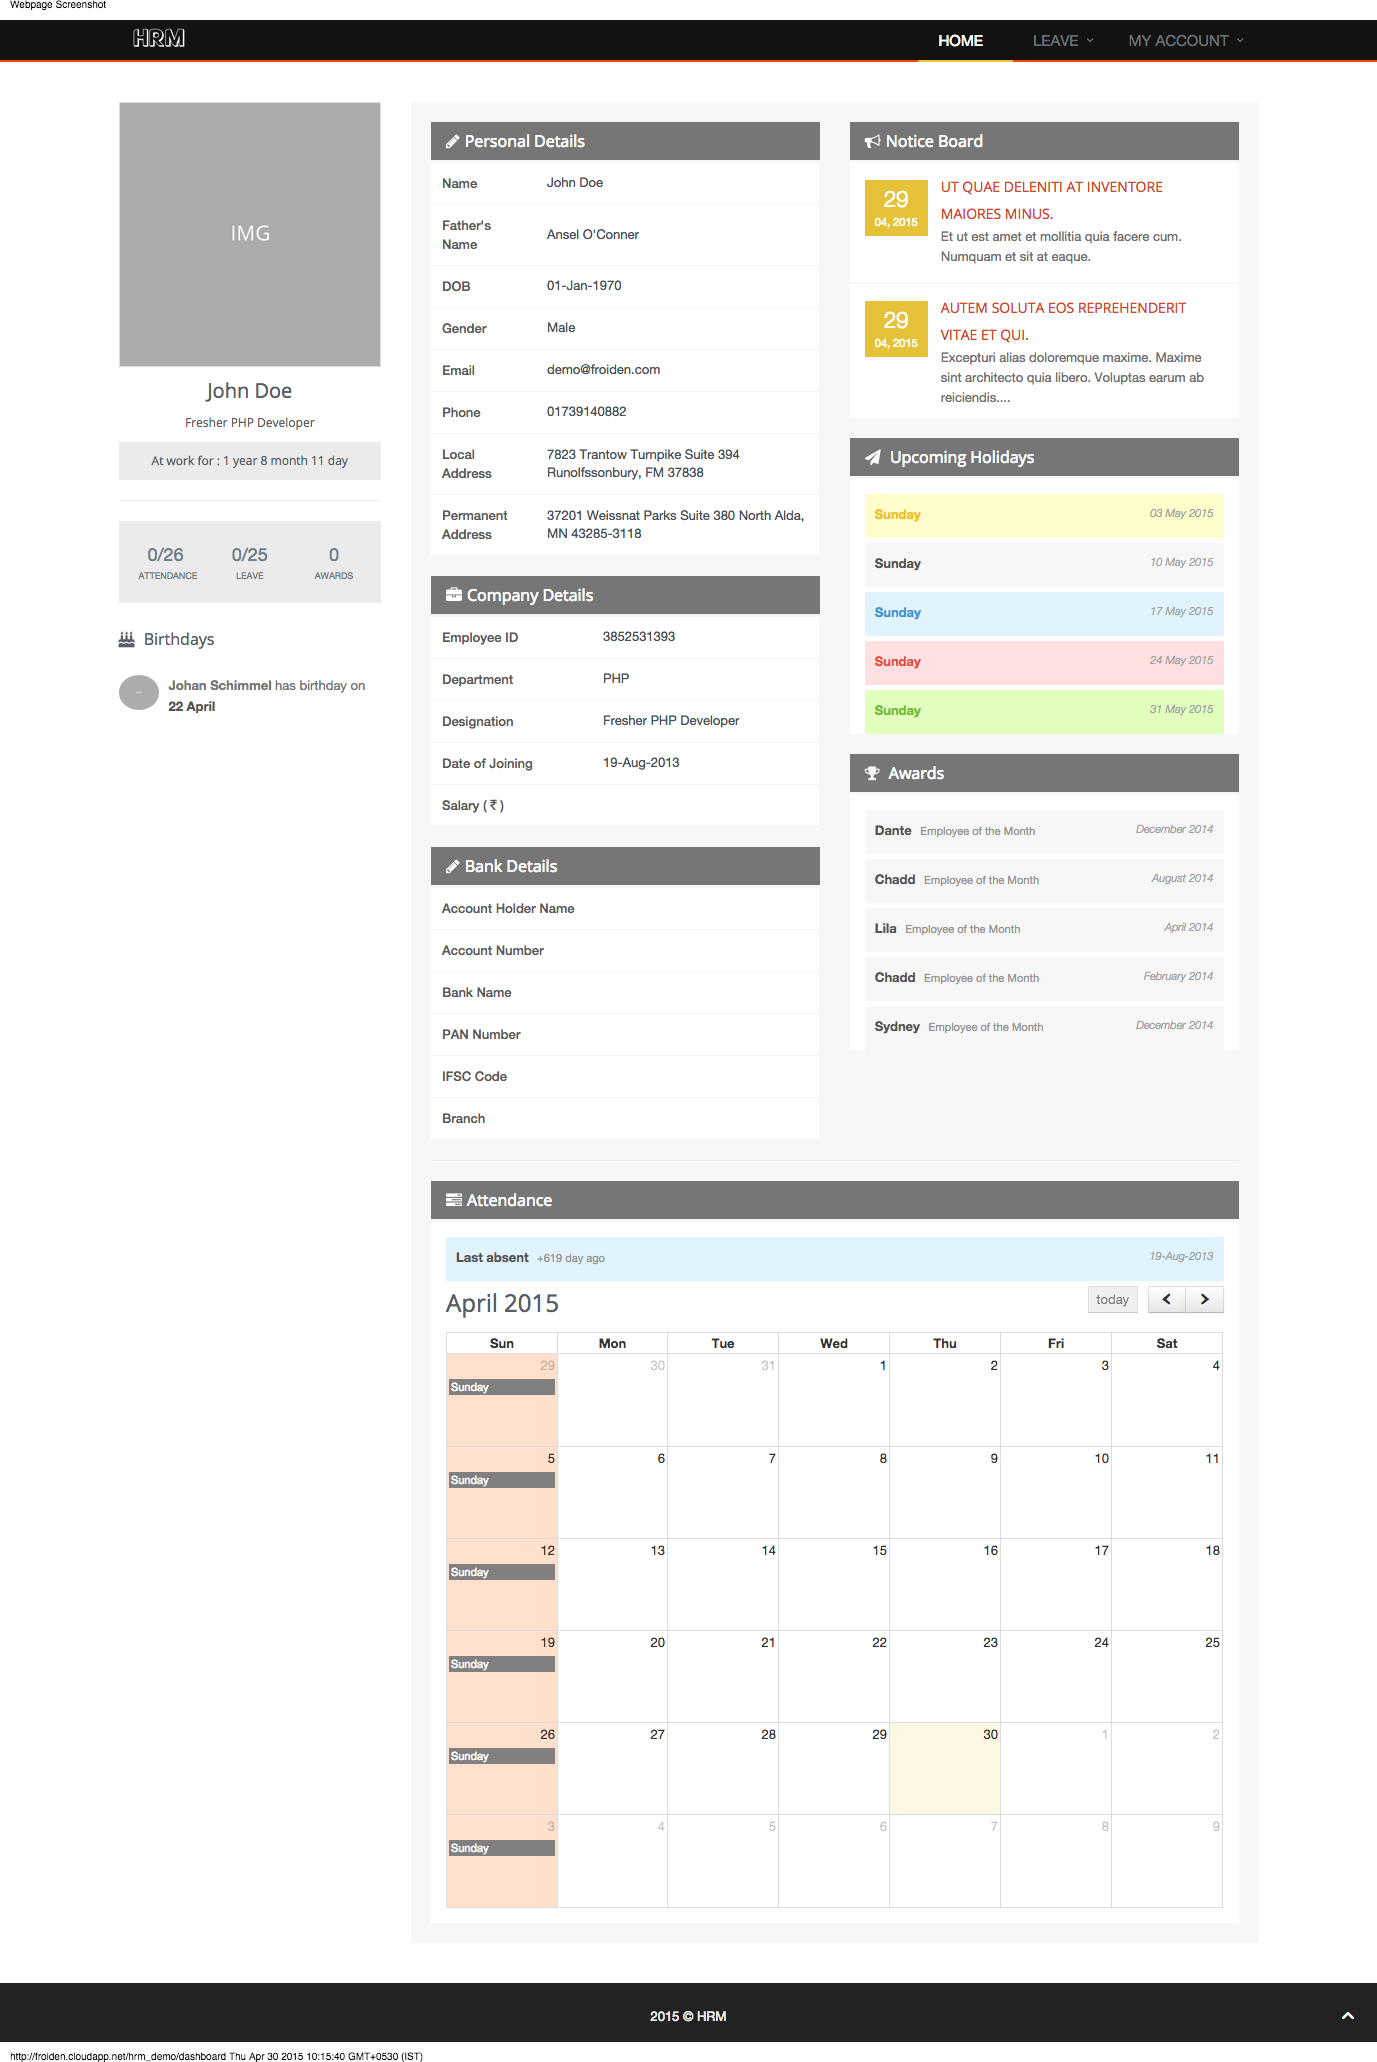 Webpage Screenshot
HRM
HOME
LEAVE
MY ACCOUNT
IMG
John Doe
Fresher PHP Developer
At work for : 1 year 8 month 11 day
0/26
ATTENDANCE
0/25
LEAVE
0
AWARDS
Birthdays
Johan Schimmel has birthday on
22 April
Personal Details
Name John Doe
Father's
Name
Ansel O'Conner
DOB 01-Jan-1970
Gender Male
Email demo@froiden.com
Phone 01739140882
Local
Address
7823 Trantow Turnpike Suite 394
Runolfssonbury, FM 37838
Permanent
Address
37201 Weissnat Parks Suite 380 North Alda,
MN 43285-3118
Company Details
Employee ID 3852531393
Department PHP
Designation Fresher PHP Developer
Date of Joining 19-Aug-2013
Salary ( ₹ )
Bank Details
Account Holder Name
Account Number
Bank Name
PAN Number
IFSC Code
Branch
Notice Board
29
04, 2015
UT QUAE DELENITI AT INVENTORE
MAIORES MINUS.
Et ut est amet et mollitia quia facere cum.
Numquam et sit at eaque.
29
04, 2015
AUTEM SOLUTA EOS REPREHENDERIT
VITAE ET QUI.
Excepturi alias doloremque maxime. Maxime
sint architecto quia libero. Voluptas earum ab
reiciendis....
Upcoming Holidays
Sunday 03 May 2015
Sunday 10 May 2015
Sunday 17 May 2015
Sunday 24 May 2015
Sunday 31 May 2015
Awards
Dante Employee of the Month December 2014
Chadd Employee of the Month August 2014
Lila Employee of the Month April 2014
Chadd Employee of the Month February 2014
Sydney Employee of the Month December 2014
Attendance
Last absent +619 day ago 19-Aug-2013
April 2015
today
Sun Mon Tue Wed Thu Fri Sat
29 30 31 1 2 3 4
Sunday
5 6 7 8 9 10 11
Sunday
12 13 14 15 16 17 18
Sunday
19 20 21 22 23 24 25
Sunday
26 27 28 29 30 1 2
Sunday
3 4 5 6 7 8 9
Sunday
2015 © HRM
http://froiden.cloudapp.net/hrm_demo/dashboard Thu Apr 30 2015 10:15:40 GMT+0530 (IST)